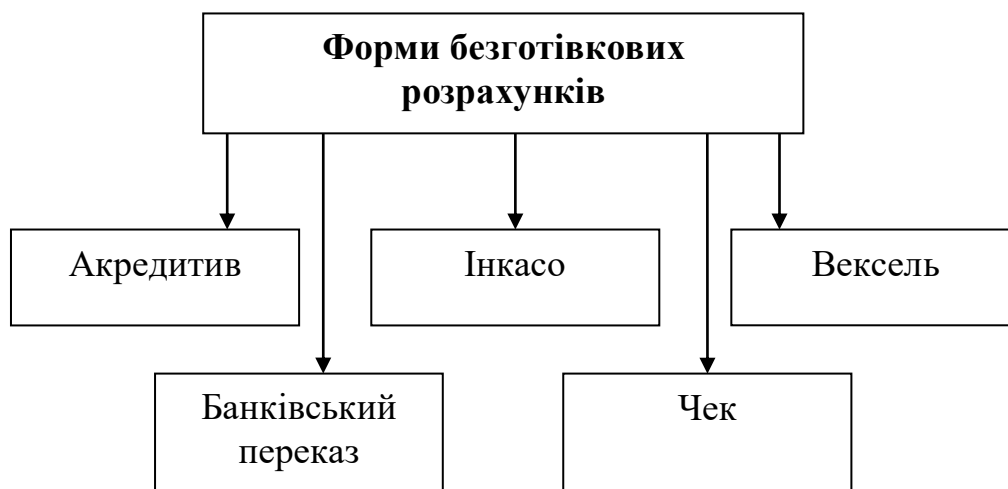 Форми безготівкових
розрахунків
Акредитив
Інкасо
Вексель
Банківський
переказ
Чек